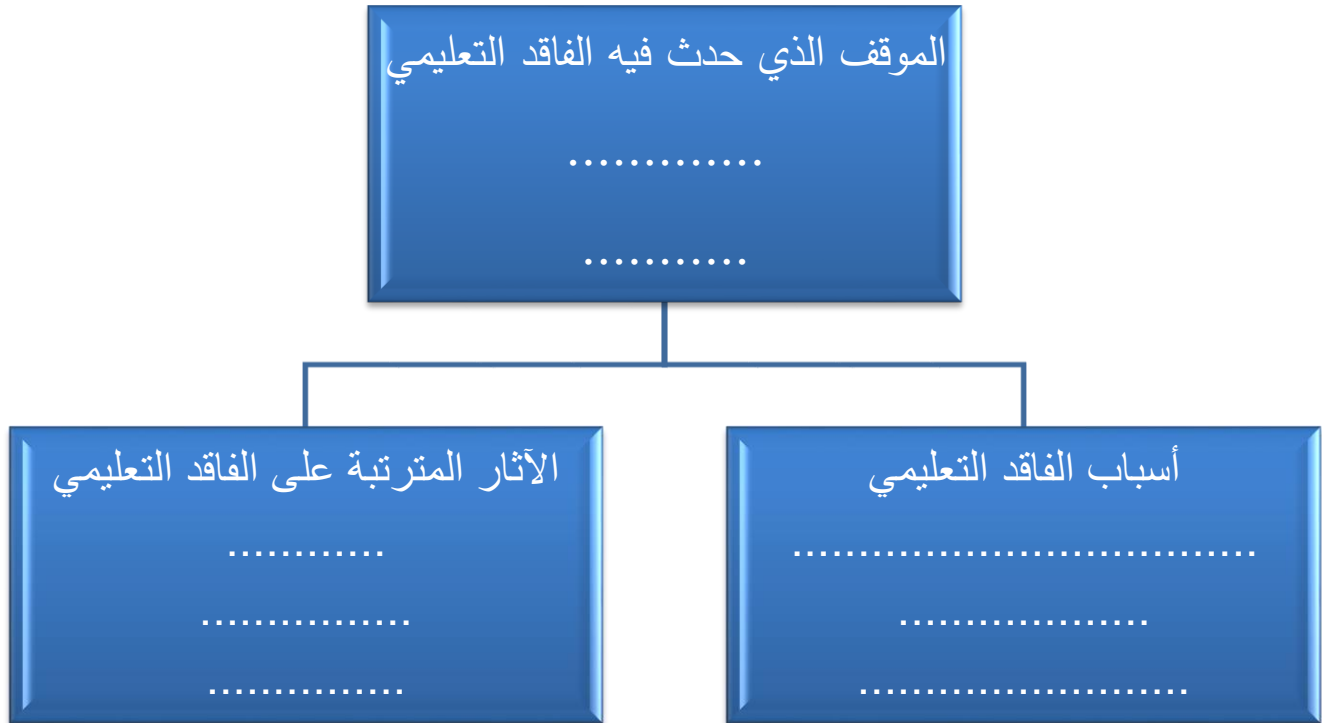 الموقف الذي حدث فيه الفاقد التعليمي
.............
...........
أسباب الفاقد التعليمي
...................................
...................
.........................
الآثار المترتبة على الفاقد التعليمي
............
................
...............